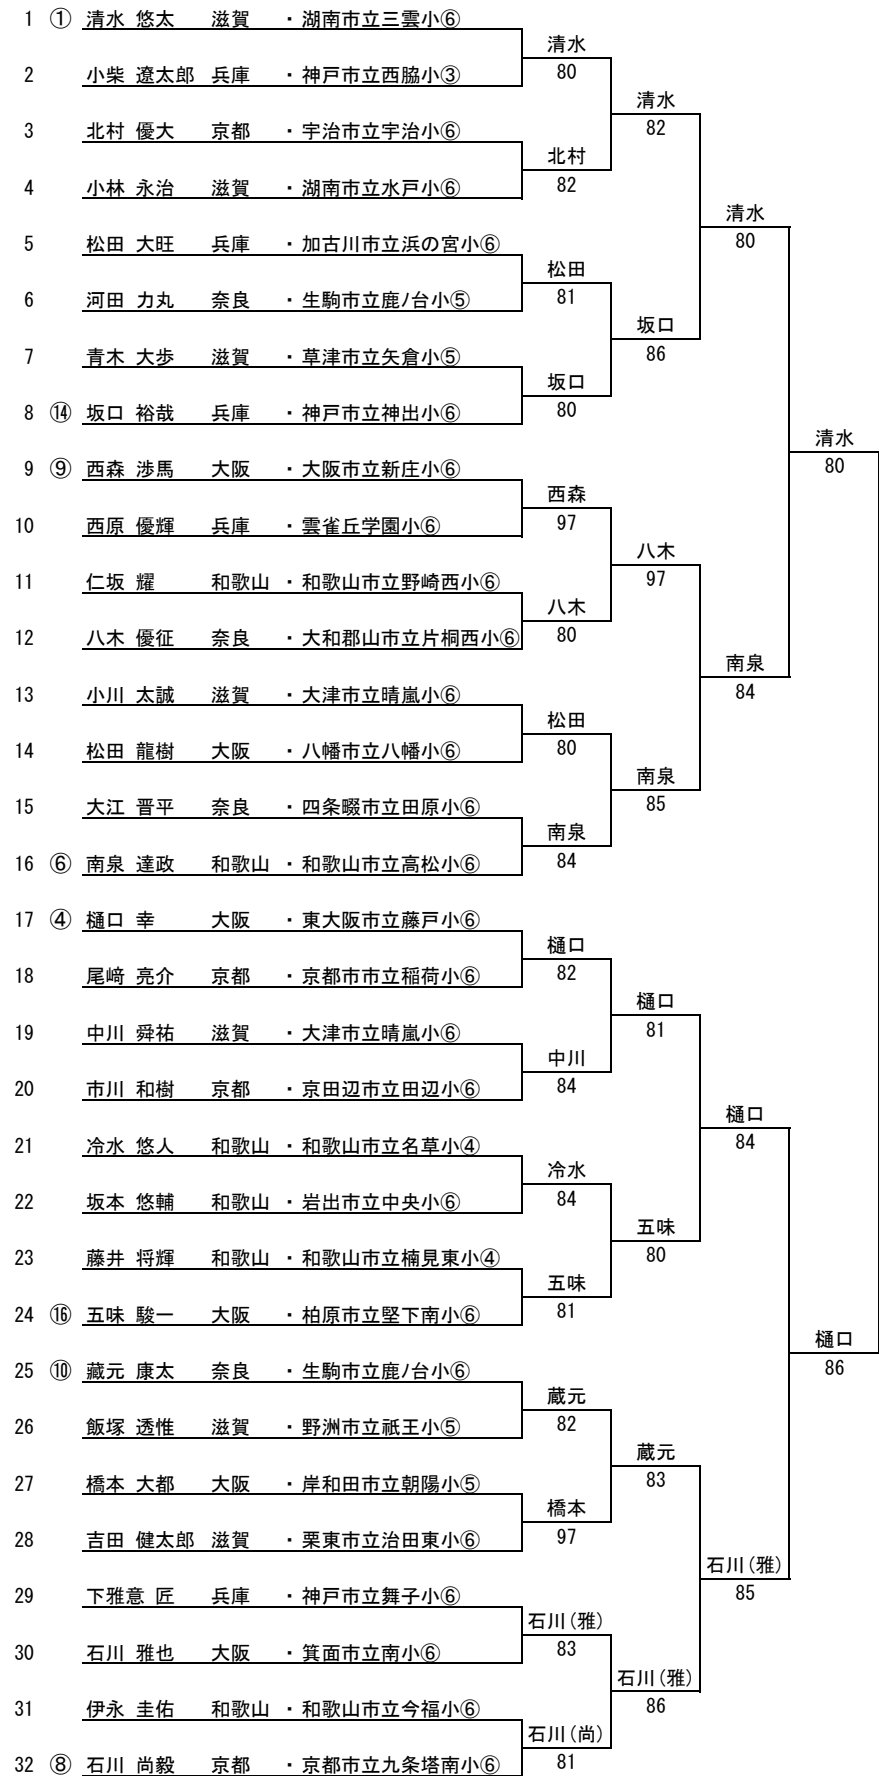 1 ① 清水 悠太 滋賀 ・ 湖南市立三雲小⑥
清水
80
2 小柴 遼太郎 兵庫 ・ 神戸市立西脇小③
清水
82
3 北村 優大 京都 ・ 宇治市立宇治小⑥
北村
82
4 小林 永治 滋賀 ・ 湖南市立水戸小⑥
清水
80
5 松田 大旺 兵庫 ・ 加古川市立浜の宮小⑥
松田
81
6 河田 力丸 奈良 ・ 生駒市立鹿ﾉ台小⑤
坂口
86
7 青木 大歩 滋賀 ・ 草津市立矢倉小⑤
坂口
80
8 ⑭ 坂口 裕哉 兵庫 ・ 神戸市立神出小⑥
清水
80
9 ⑨ 西森 渉馬 大阪 ・ 大阪市立新庄小⑥
西森
97
10 西原 優輝 兵庫 ・ 雲雀丘学園小⑥
八木
97
11 仁坂 耀 和歌山 ・ 和歌山市立野崎西小⑥
八木
80
12 八木 優征 奈良 ・ 大和郡山市立片桐西小⑥
南泉
84
13 小川 太誠 滋賀 ・ 大津市立晴嵐小⑥
松田
80
14 松田 龍樹 大阪 ・ 八幡市立八幡小⑥
南泉
85
15 大江 晋平 奈良 ・ 四条畷市立田原小⑥
南泉
84
16 ⑥ 南泉 達政 和歌山 ・ 和歌山市立高松小⑥
17 ④ 樋口 幸 大阪 ・ 東大阪市立藤戸小⑥
樋口
82
18 尾﨑 亮介 京都 ・ 京都市市立稲荷小⑥
樋口
81
19 中川 舜祐 滋賀 ・ 大津市立晴嵐小⑥
中川
84
20 市川 和樹 京都 ・ 京田辺市立田辺小⑥
樋口
84
21 冷水 悠人 和歌山 ・ 和歌山市立名草小④
冷水
84
22 坂本 悠輔 和歌山 ・ 岩出市立中央小⑥
五味
80
23 藤井 将輝 和歌山 ・ 和歌山市立楠見東小④
五味
81
24 ⑯ 五味 駿一 大阪 ・ 柏原市立堅下南小⑥
樋口
86
25 ⑩ 藏元 康太 奈良 ・ 生駒市立鹿ﾉ台小⑥
蔵元
82
26 飯塚 透惟 滋賀 ・ 野洲市立祇王小⑤
蔵元
83
27 橋本 大都 大阪 ・ 岸和田市立朝陽小⑤
橋本
97
28 吉田 健太郎 滋賀 ・ 栗東市立治田東小⑥
石川(雅)
85
29 下雅意 匠 兵庫 ・ 神戸市立舞子小⑥
石川(雅)
83
30 石川 雅也 大阪 ・ 箕面市立南小⑥
石川(雅)
86
31 伊永 圭佑 和歌山 ・ 和歌山市立今福小⑥
石川(尚)
81
32 ⑧ 石川 尚毅 京都 ・ 京都市立九条塔南小⑥